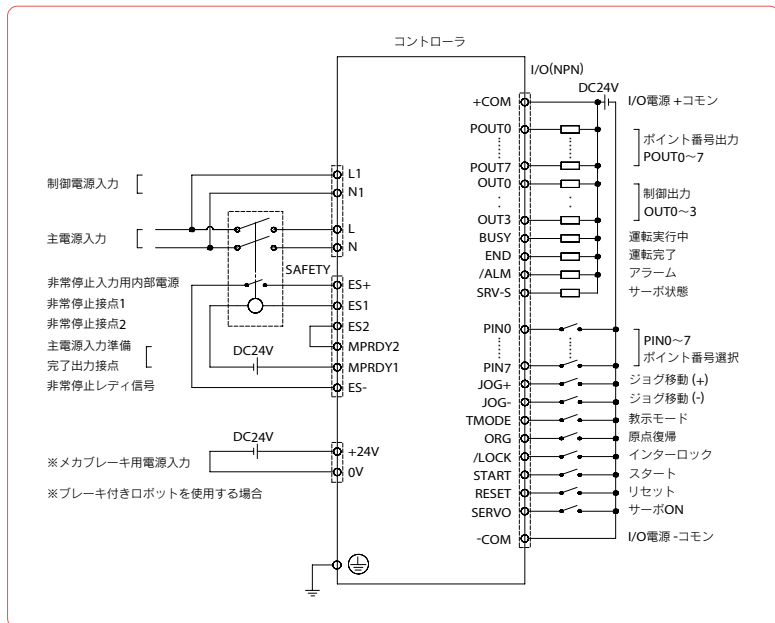 コントローラ
I/O(NPN)
DC24V
+COM
I/O電源 +コモン
POUT0
ポイント番号出力
POUT0~7
POUT7
OUT0
制御出力
OUT0~3
OUT3
BUSY
運転実行中
END
運転完了
/ALM
アラーム
SRV-S
サーボ状態
PIN0
PIN0~7
ポイント番号選択
PIN7
JOG+
ジョグ移動 (+)
JOG-
ジョグ移動 (-)
TMODE
教示モード
ORG
原点復帰
/LOCK
インターロック
START
スタート
RESET
リセット
SERVO
サーボON
-COM
I/O電源 -コモン
制御電源入力
L1
N1
主電源入力
L
N
SAFETY
非常停止入力用内部電源
ES+
非常停止接点1
ES1
非常停止接点2
ES2
主電源入力準備
MPRDY2
完了出力接点
DC24V
MPRDY1
非常停止レディ信号
ES-
DC24V
+24V
※メカブレーキ用電源入力
0V
※ブレーキ付きロボットを使用する場合